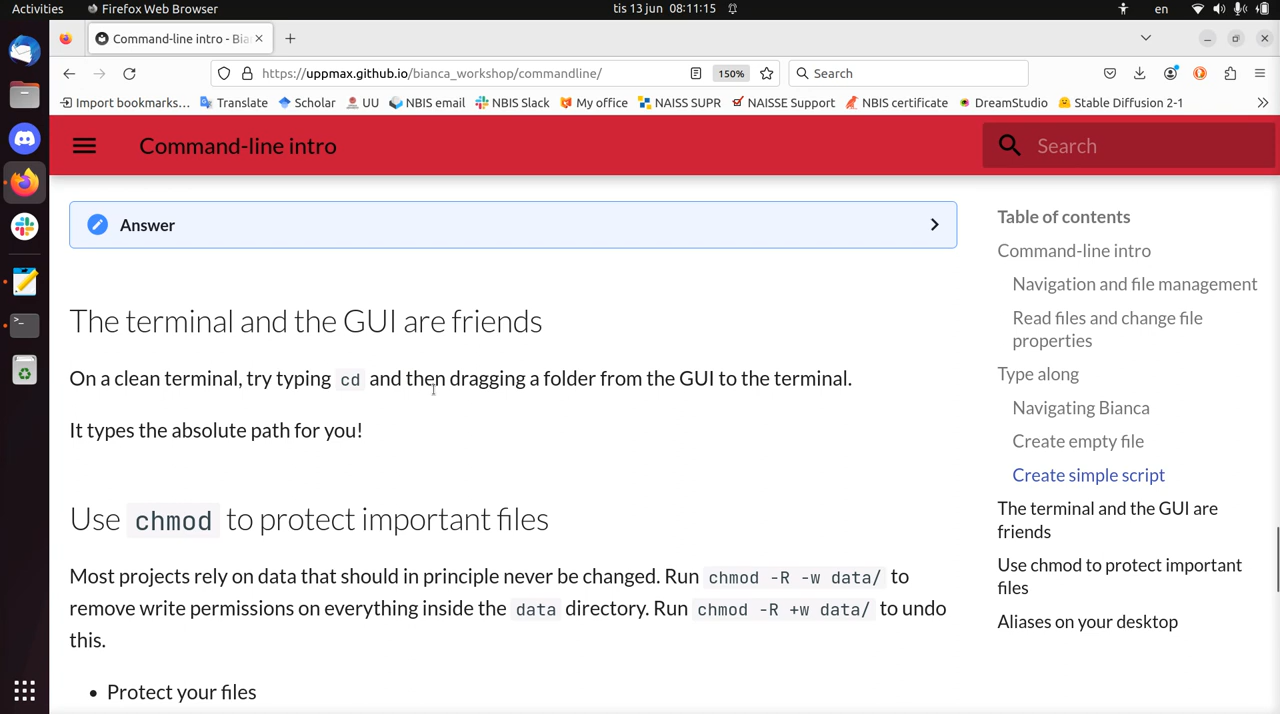 Activities
Firefox Web Browser
tis 13 jun 08:11:15
en
Command-line intro - Bia
https://uppmax.github.io/bianca_workshop/commandline/
150%
Search
Import bookmarks...
Translate
Scholar
UU
NBIS email
NBIS Slack
My office
NAISS SUPR
NAISSE Support
NBIS certificate
DreamStudio
Stable Diffusion 2-1
Command-line intro
Search
Answer
The terminal and the GUI are friends
On a clean terminal, try typing cd and then dragging a folder from the GUI to the terminal.
It types the absolute path for you!
Use chmod to protect important files
Most projects rely on data that should in principle never be changed. Run chmod -R -w data/ to
remove write permissions on everything inside the data directory. Run chmod -R +w data/ to undo
this.
• Protect your files
Table of contents
Command-line intro
Navigation and file management
Read files and change file
properties
Type along
Navigating Bianca
Create empty file
Create simple script
The terminal and the GUI are
friends
Use chmod to protect important
files
Aliases on your desktop